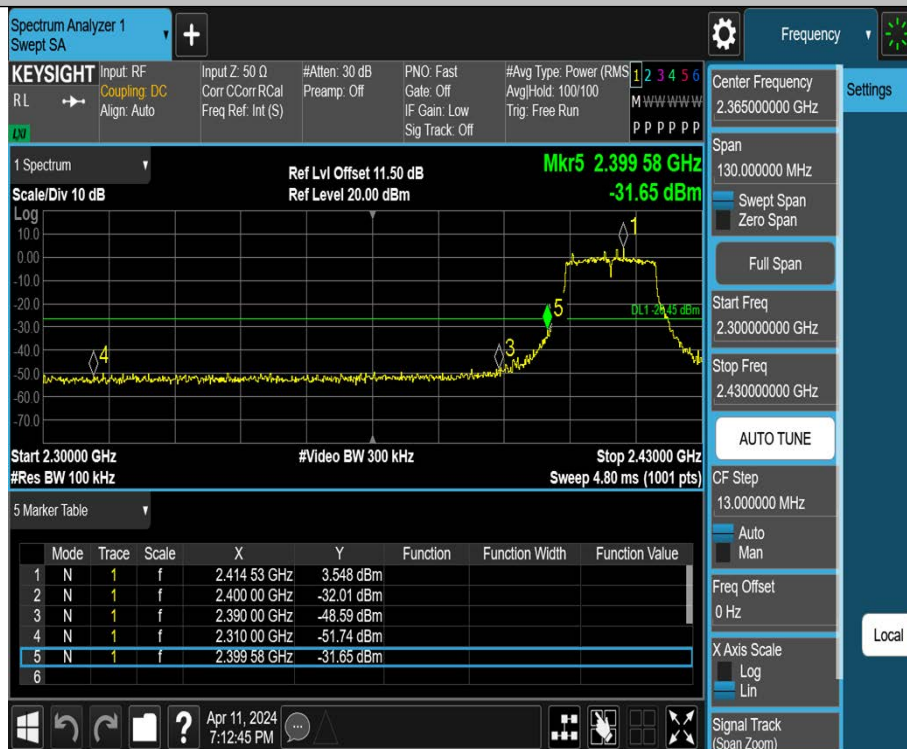 Spectrum Analyzer 1
Swept SA
+
Frequency
KEYSIGHT
RL
LXI
Input: RF
Coupling: DC
Align: Auto
Input Z: 50 Ω
Corr CCorr RCal
Freq Ref: Int (S)
#Atten: 30 dB
Preamp: Off
PNO: Fast
Gate: Off
IF Gain: Low
Sig Track: Off
#Avg Type: Power (RMS
Avg|Hold: 100/100
Trig: Free Run
1 2 3 4 5 6
M W W W W W
P P P P P P
1 Spectrum
Scale/Div 10 dB
Ref Lvl Offset 11.50 dB
Ref Level 20.00 dBm
Mkr5 2.399 58 GHz
-31.65 dBm
Log
10.0
0.00
-10.0
-20.0
-30.0
-40.0
-50.0
-60.0
-70.0
1
5
3
4
Start 2.30000 GHz
#Video BW 300 kHz
Stop 2.43000 GHz
#Res BW 100 kHz
Sweep 4.80 ms (1001 pts)
5 Marker Table
Mode Trace Scale X Y Function Function Width Function Value
1 N 1 f 2.414 53 GHz 3.548 dBm
2 N 1 f 2.400 00 GHz -32.01 dBm
3 N 1 f 2.390 00 GHz -48.59 dBm
4 N 1 f 2.310 00 GHz -51.74 dBm
5 N 1 f 2.399 58 GHz -31.65 dBm
6
?
Apr 11, 2024
7:12:45 PM
Center Frequency
2.365000000 GHz
Span
130.000000 MHz
Swept Span
Zero Span
Full Span
Start Freq
2.300000000 GHz
Stop Freq
2.430000000 GHz
AUTO TUNE
CF Step
13.000000 MHz
Auto
Man
Freq Offset
0 Hz
X Axis Scale
Log
Lin
Signal Track
(Span Zoom)
Settings
Local